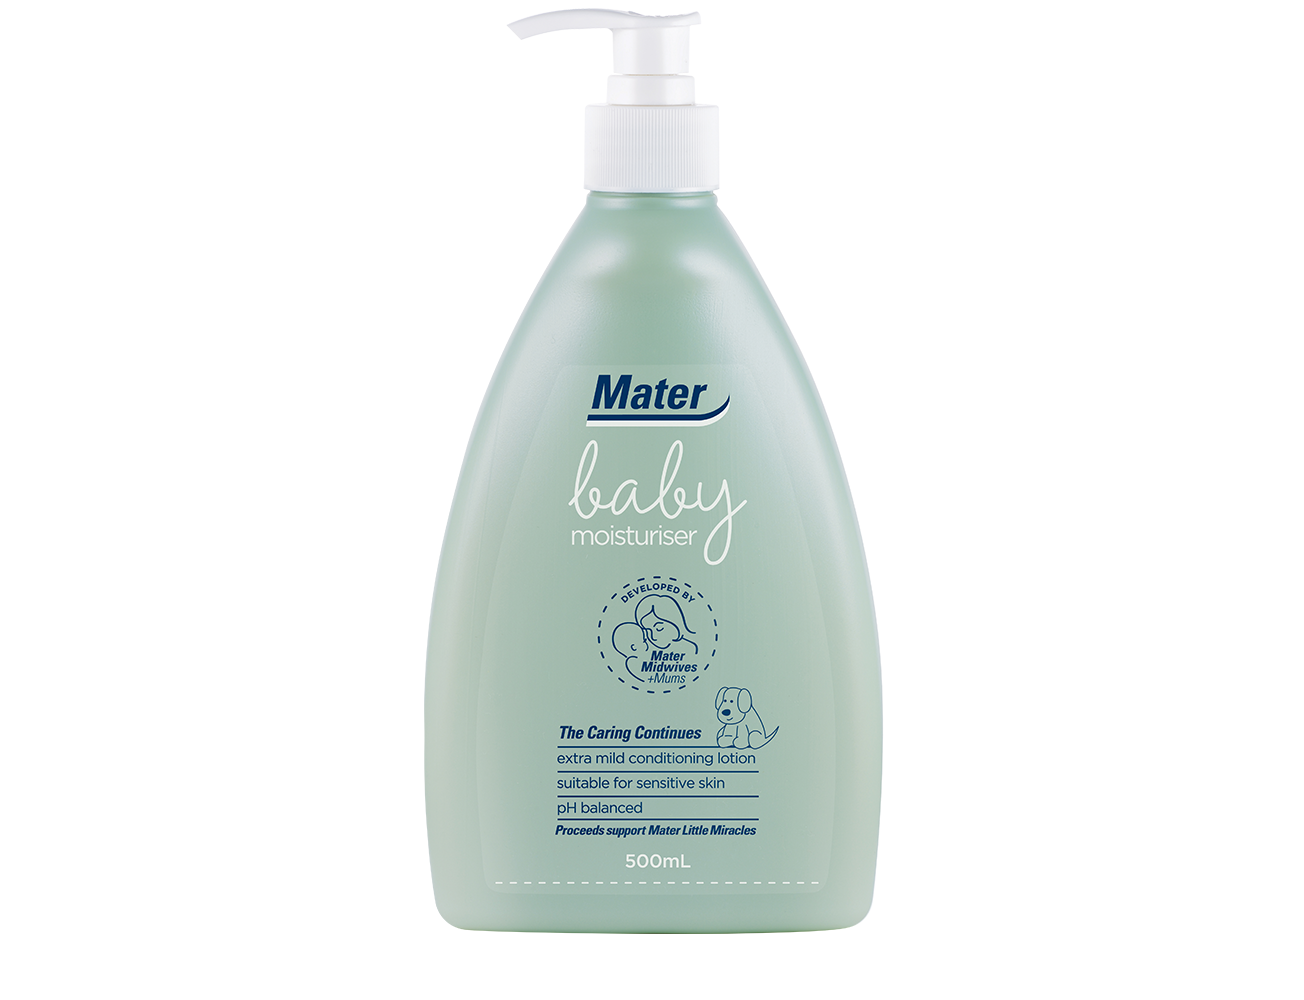 Mater
baby
moisturiser
DEVELOPED BY
Mater
Midwives
+Mums
The Caring Continues
extra mild conditioning lotion
suitable for sensitive skin
pH balanced
Proceeds support Mater Little Miracles
500mL